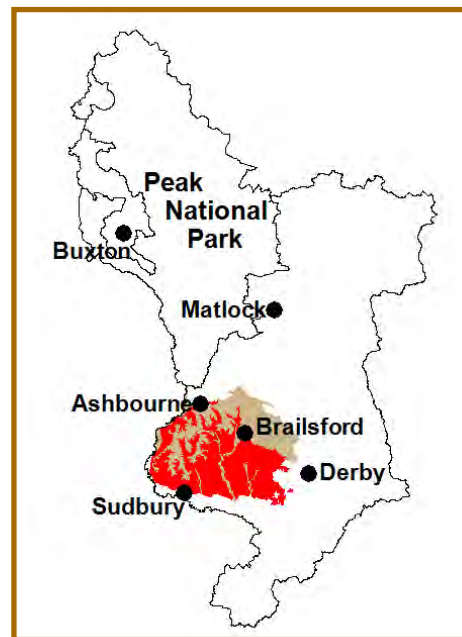 Peak
National
Park
Buxton
Matlock
Ashbourne
Brailsford
Derby
Sudbury